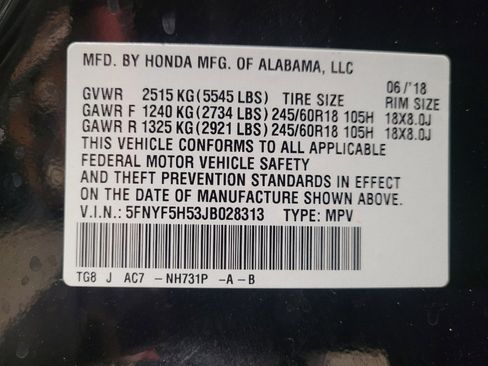 MFD. BY HONDA MFG. OF ALABAMA, LLC
06/'18
GVWR 2515 KG (5545 LBS) TIRE SIZE RIM SIZE
GAWR F 1240 KG (2734 LBS) 245/60R18 105H 18X8.0J
GAWR R 1325 KG (2921 LBS) 245/60R18 105H 18X8.0J
THIS VEHICLE CONFORMS TO ALL APPLICABLE
FEDERAL MOTOR VEHICLE SAFETY
AND THEFT PREVENTION STANDARDS IN EFFECT
ON THE DATE OF MANUFACTURE SHOWN ABOVE.
V.I.N.: 5FNYF5H53JB028313 TYPE: MPV
TG8 J AC7 -NH731P -A-B